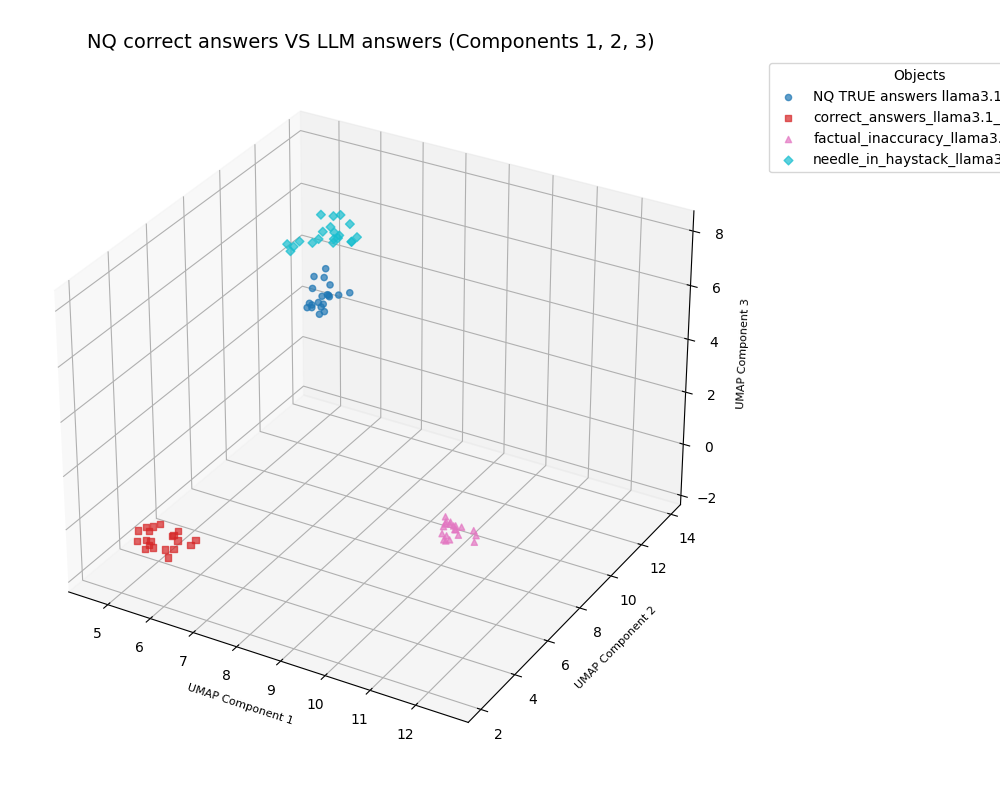 NQ correct answers VS LLM answers (Components 1, 2, 3)
Objects
NQ TRUE answers llama3.1
correct_answers_llama3.1_
factual_inaccuracy_llama3.
needle_in_haystack_llama3
8
6
4
2
0
−2
UMAP Component 3
14
12
10
8
6
4
2
UMAP Component 2
5
6
7
8
9
10
11
12
UMAP Component 1